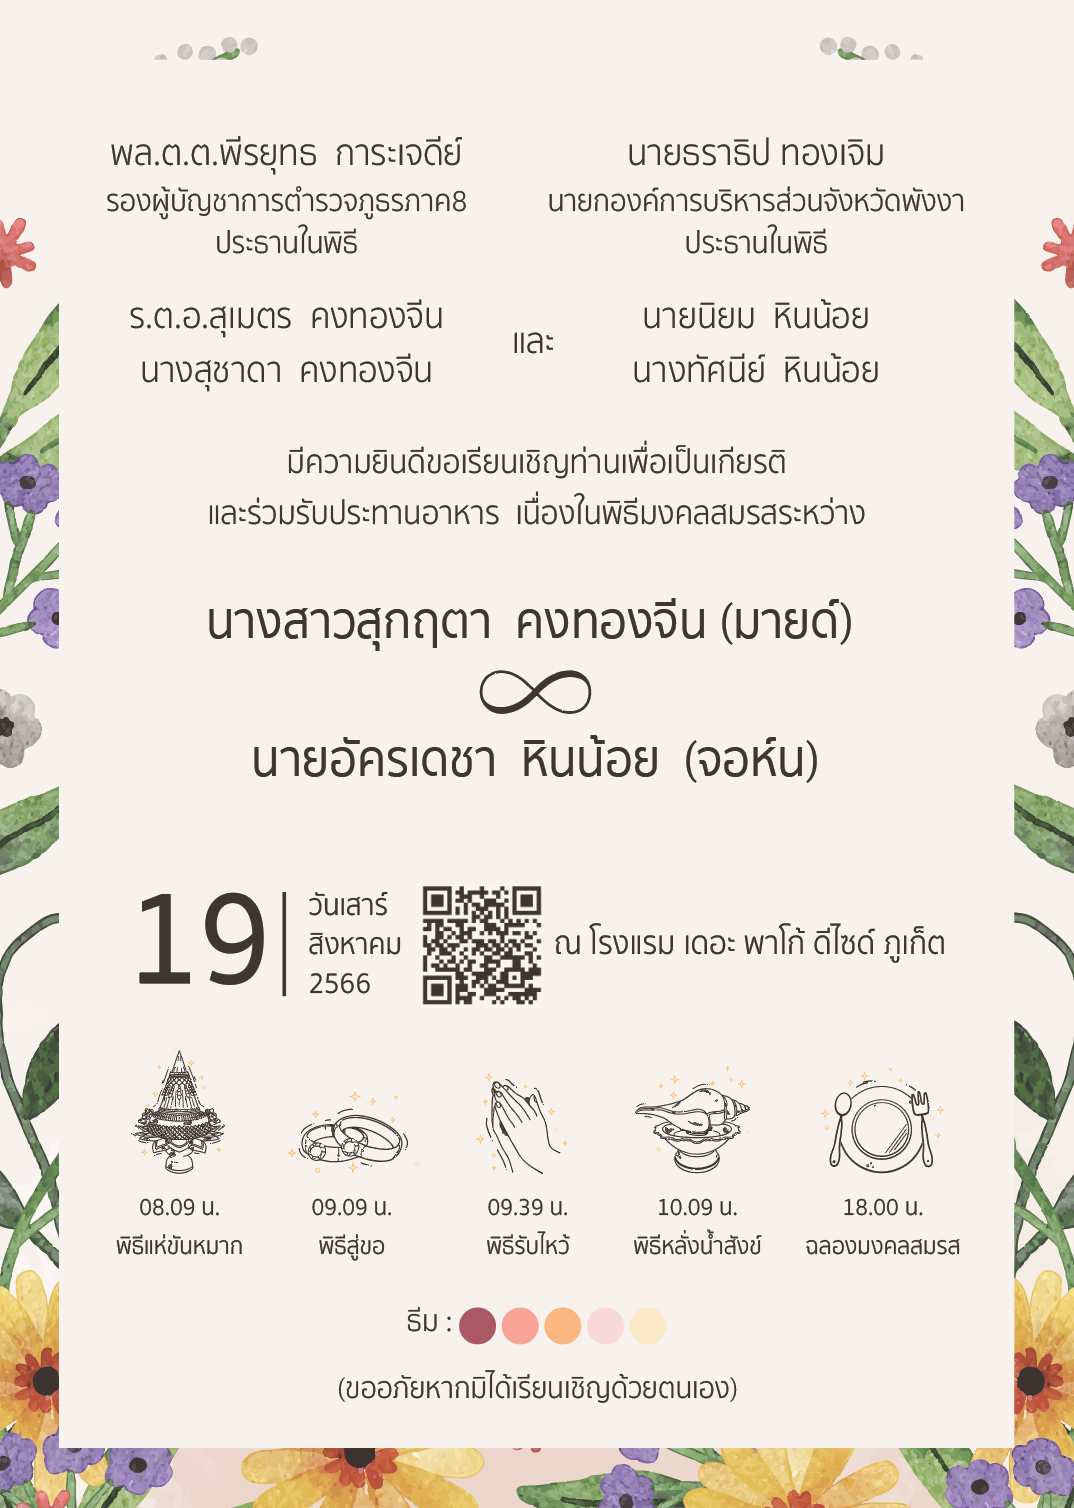 พล.ต.ต.พีรยุทธ การะเจดีย์
รองผู้บัญชาการตำรวจภูธรภาค8
ประธานในพิธี
นายธราธิป ทองเจิม
นายกองค์การบริหารส่วนจังหวัดพังงา
ประธานในพิธี
ร.ต.อ.สุเมตร คงทองจีน
นางสุชาดา คงทองจีน
และ
นายนิยม หินน้อย
นางทัศนีย์ หินน้อย
มีความยินดีขอเรียนเชิญท่านเพื่อเป็นเกียรติ
และร่วมรับประทานอาหาร เนื่องในพิธีมงคลสมรสระหว่าง
นางสาวสุกฤตา คงทองจีน (มายด์)
นายอัครเดชา หินน้อย (จอห์น)
19
วันเสาร์
สิงหาคม
2566
ณ โรงแรม เดอะ พาโก้ ดีไซด์ ภูเก็ต
08.09 น.
พิธีแห่ขันหมาก
09.09 น.
พิธีสู่ขอ
09.39 น.
พิธีรับไหว้
10.09 น.
พิธีหลั่งน้ำสังข์
18.00 น.
ฉลองมงคลสมรส
ธีม :
(ขออภัยหากมิได้เรียนเชิญด้วยตนเอง)